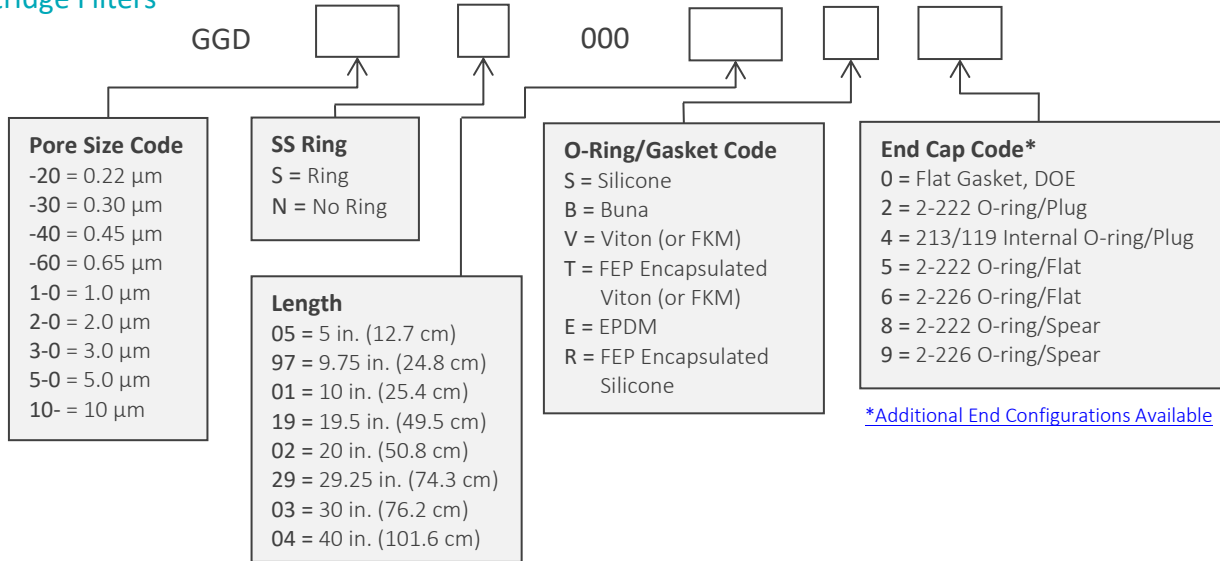 Filters
GGD 000
Pore Size Code
-20 = 0.22 µm
-30 = 0.30 µm
-40 = 0.45 µm
-60 = 0.65 µm
1-0 = 1.0 µm
2-0 = 2.0 µm
3-0 = 3.0 µm
5-0 = 5.0 µm
10- = 10 µm
SS Ring
S = Ring
N = No Ring
Length
05 = 5 in. (12.7 cm)
97 = 9.75 in. (24.8 cm)
01 = 10 in. (25.4 cm)
19 = 19.5 in. (49.5 cm)
02 = 20 in. (50.8 cm)
29 = 29.25 in. (74.3 cm)
03 = 30 in. (76.2 cm)
04 = 40 in. (101.6 cm)
O-Ring/Gasket Code
S = Silicone
B = Buna
V = Viton (or FKM)
T = FEP Encapsulated
Viton (or FKM)
E = EPDM
R = FEP Encapsulated
Silicone
End Cap Code*
0 = Flat Gasket, DOE
2 = 2-222 O-ring/Plug
4 = 213/119 Internal O-ring/Plug
5 = 2-222 O-ring/Flat
6 = 2-226 O-ring/Flat
8 = 2-222 O-ring/Spear
9 = 2-226 O-ring/Spear
*Additional End Configurations Available